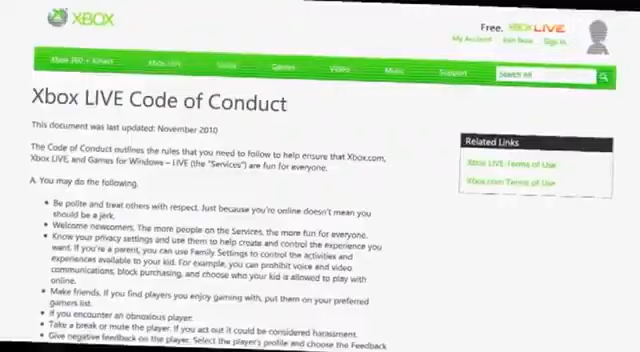 XBOX
Free. XBOX LIVE
My Account Join Now Sign In
Xbox 360 + Kinect Xbox LIVE Games Video Music Support Search All
Xbox LIVE Code of Conduct
This document was last updated: November 2010
Related Links
The Code of Conduct outlines the rules that you need to follow to help ensure that Xbox.com,
Xbox LIVE, and Games for Windows – LIVE (the "Services") are fun for everyone.
Xbox LIVE Terms of Use
Xbox.com Terms of Use
A. You may do the following.
• Be polite and treat others with respect. Just because you're online doesn't mean you
should be a jerk.
• Welcome newcomers. The more people on the Services, the more fun for everyone.
• Know your privacy settings and use them to help create and control the experience you
want. If you're a parent, you can use Family Settings to control the activities and
experiences available to your kid. For example, you can prohibit voice and video
communications, block purchasing, and choose who your kid is allowed to play with
online.
• Make friends. If you find players you enjoy gaming with, put them on your preferred
gamers list.
• If you encounter an obnoxious player:
• Take a break or mute the player. If you act out it could be considered harassment.
• Give negative feedback on the player. Select the player's profile and choose the Feedback